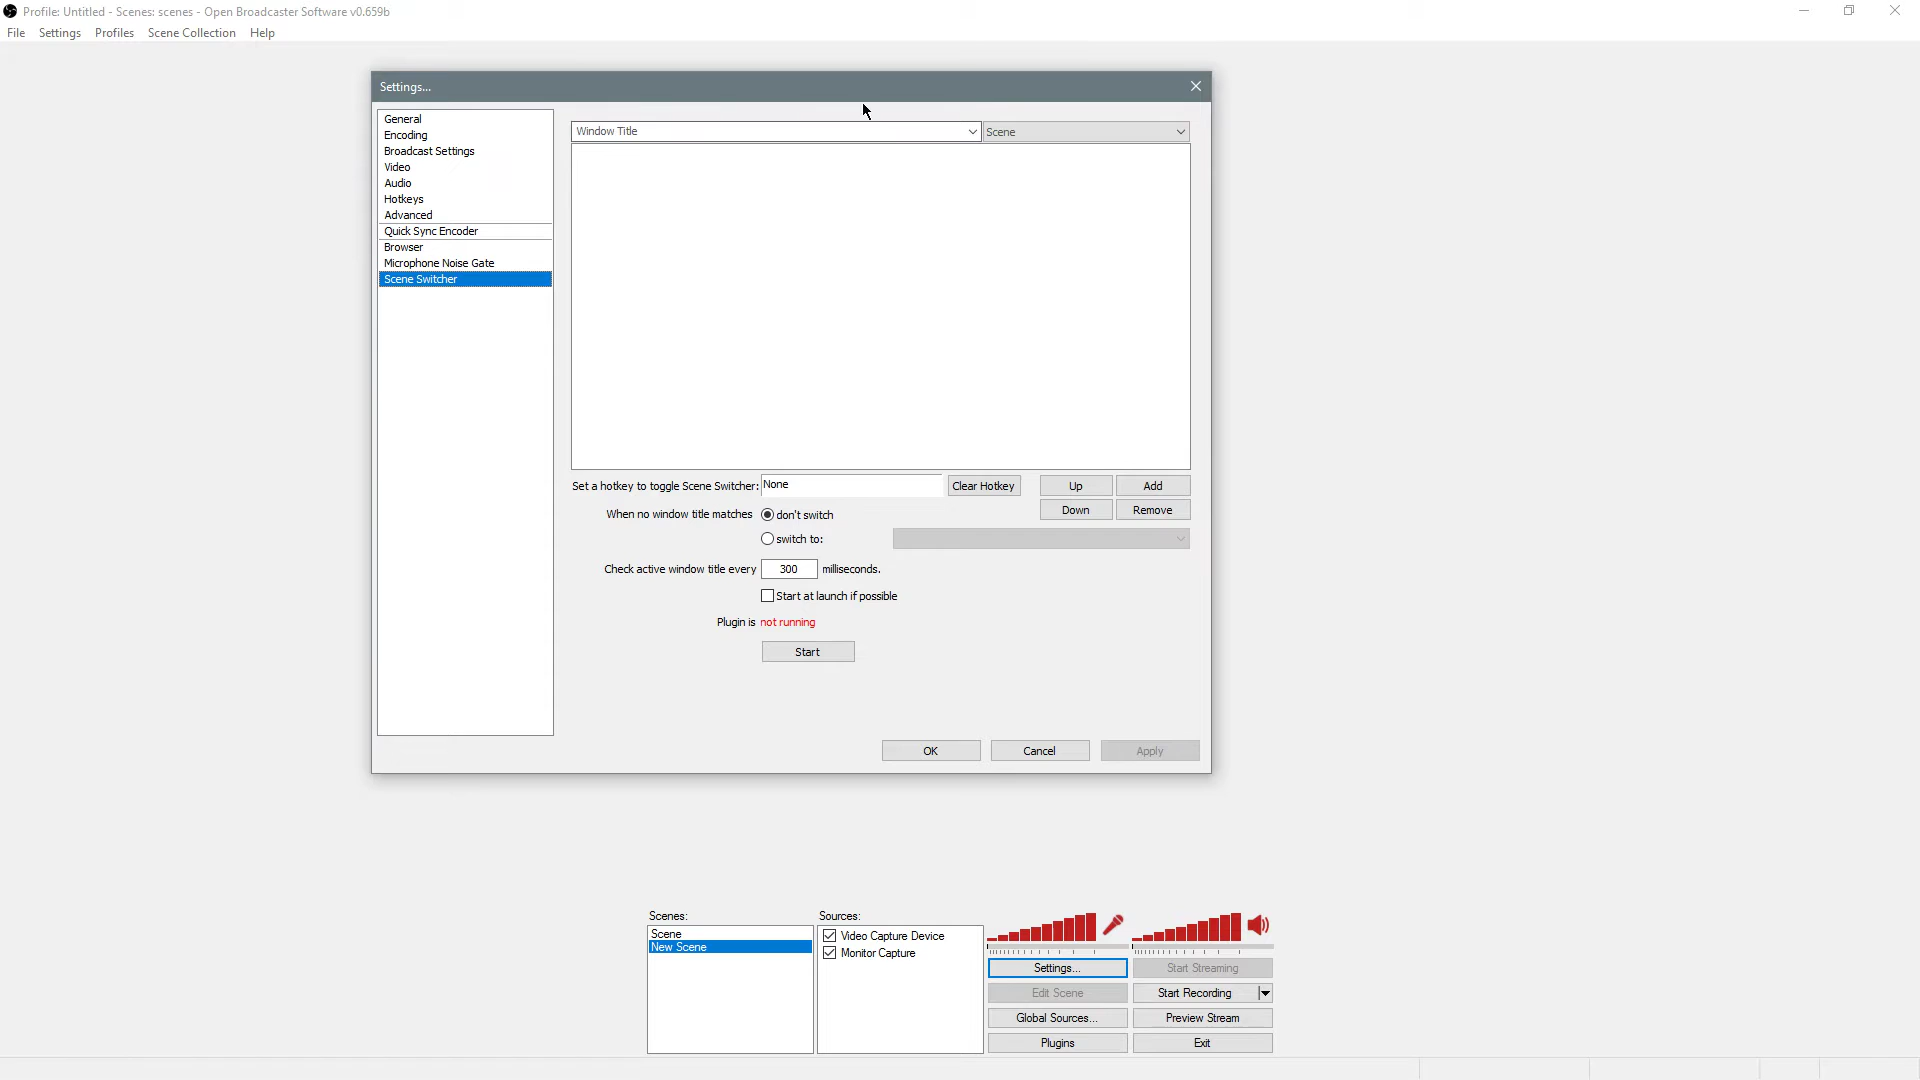 Profile: Untitled - Scenes: scenes - Open Broadcaster Software v0.659b
File Settings Profiles Scene Collection Help
Settings...
General
Encoding
Broadcast Settings
Video
Audio
Hotkeys
Advanced
Quick Sync Encoder
Browser
Microphone Noise Gate
Scene Switcher
Window Title Scene
Set a hotkey to toggle Scene Switcher: None Clear Hotkey Up Add
When no window title matches don't switch Down Remove
switch to:
Check active window title every 300 milliseconds.
Start at launch if possible
Plugin is not running
Start
OK Cancel Apply
Scenes:
Scene
New Scene
Sources:
Video Capture Device
Monitor Capture
Settings... Start Streaming
Edit Scene Start Recording
Global Sources... Preview Stream
Plugins Exit